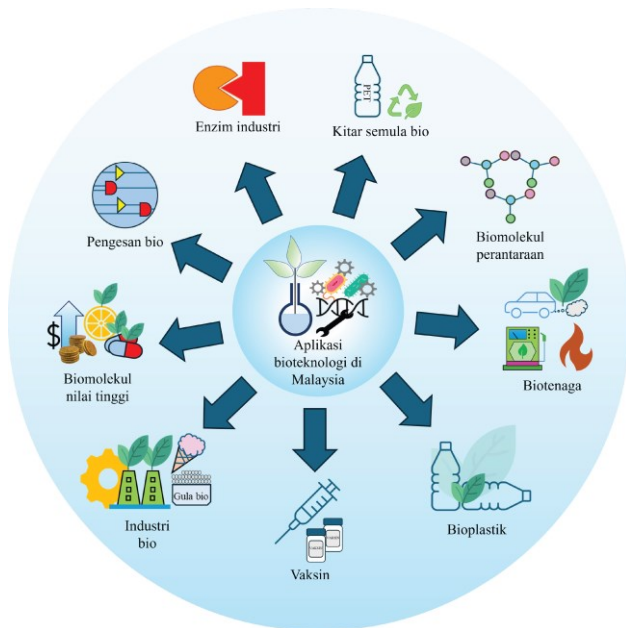 Enzim industri
PET
Kitar semula bio
Pengesan bio
Biomolekul
perantaraan
Aplikasi
bioteknologi di
Malaysia
$
Biomolekul
nilai tinggi
Biotenaga
Gula bio
Industri
bio
Vaksin
Bioplastik